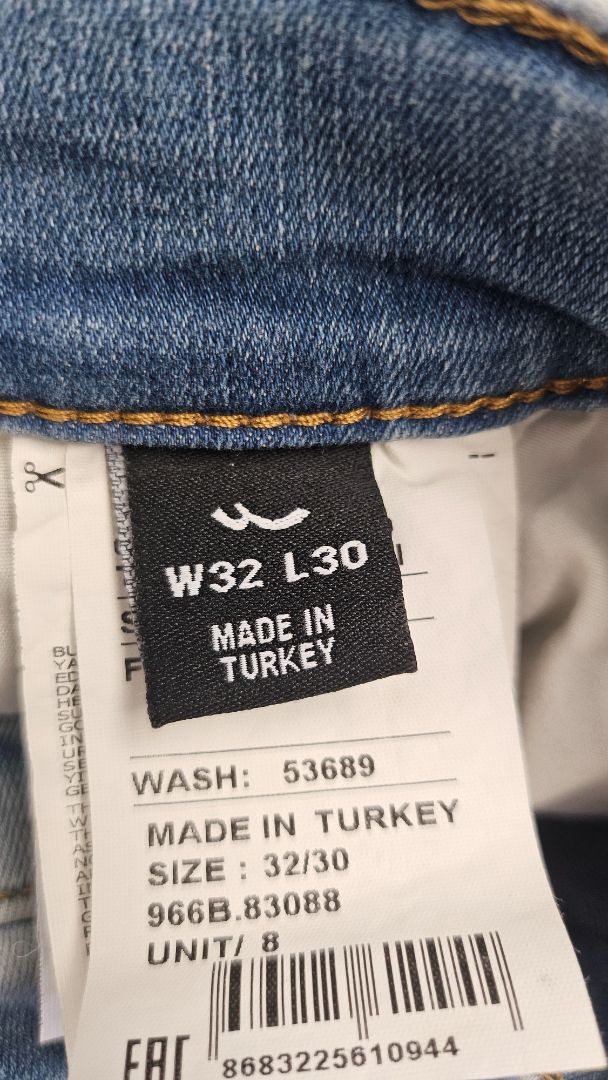 W32 L30
MADE IN
TURKEY
WASH: 53689
MADE IN TURKEY
SIZE : 32/30
966B.83088
UNIT/ 8
EAC
8683225610944